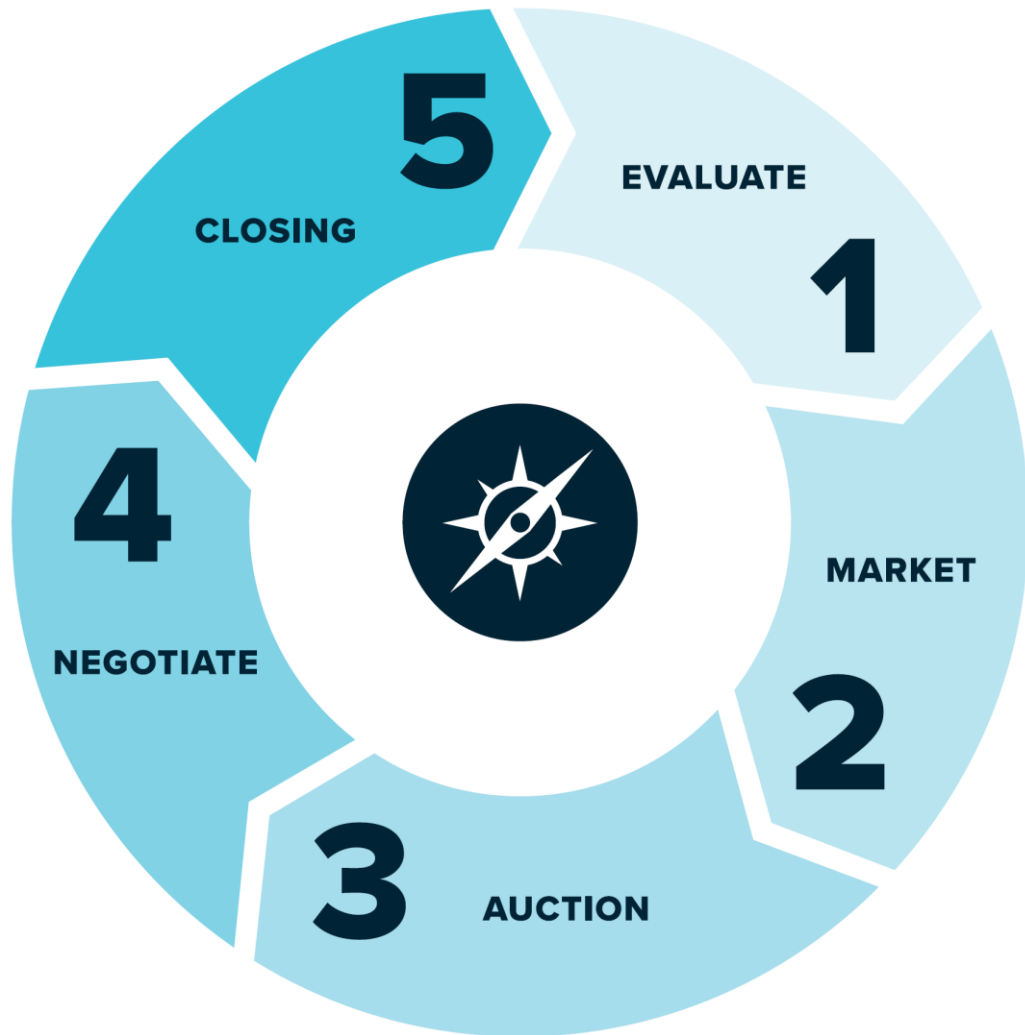 EVALUATE
1
MARKET
2
3
AUCTION
4
NEGOTIATE
5
CLOSING